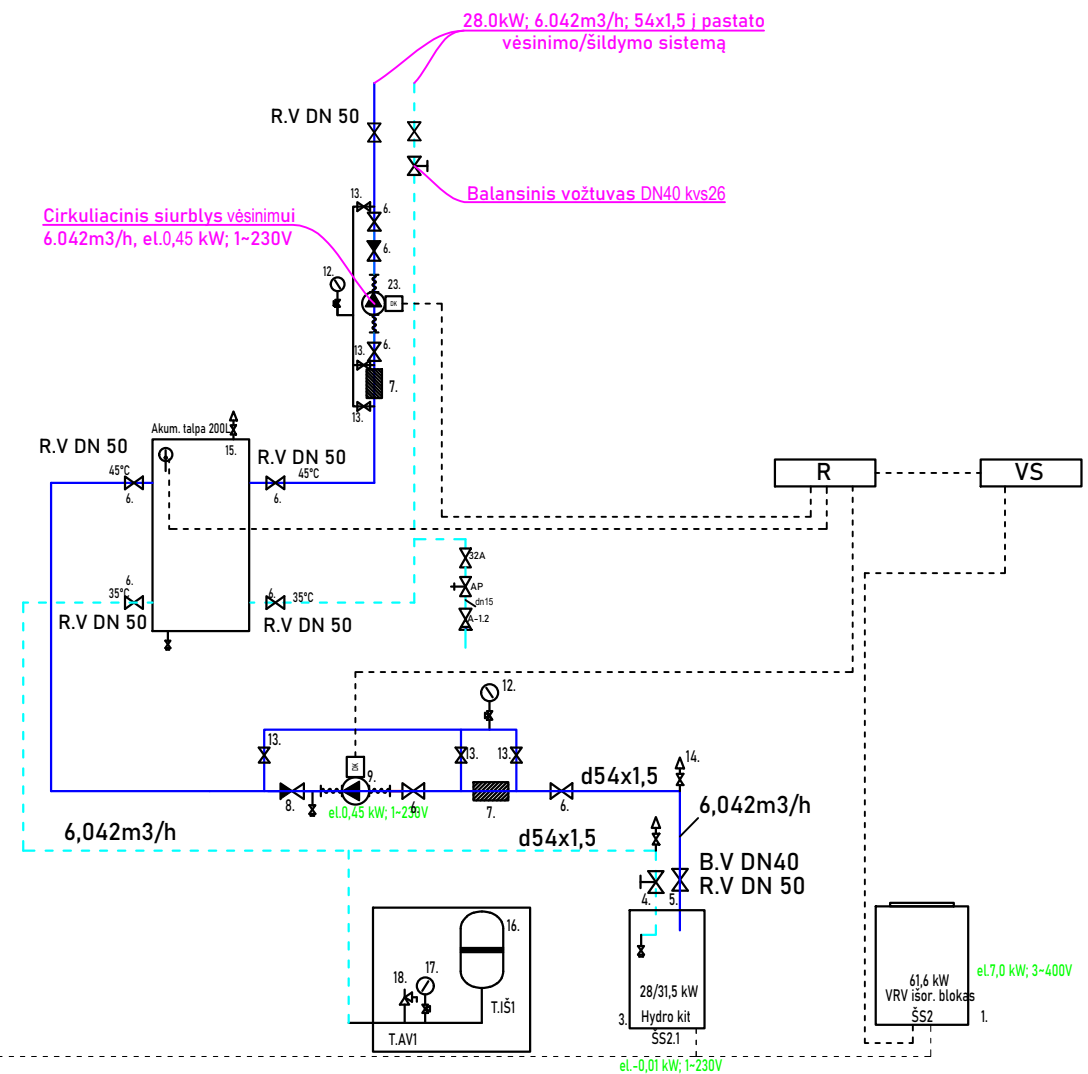 28.0kW; 6.042m3/h; 54x1,5 į pastato
vėsinimo/šildymo sistemą
R.V DN 50
Balansinis vožtuvas DN40 kvs26
13.
6.
Cirkuliacinis siurblys vėsinimui
6.042m3/h, el.0,45 kW; 1~230V
6.
12.
23.
DK
6.
13.
7.
13.
Akum. talpa 200L
15.
R.V DN 50
R.V DN 50
45°C
45°C
6.
6.
R
VS
32A
AP
dn15
A-1.2
6.
35°C
6.
35°C
R.V DN 50
R.V DN 50
12.
13.
13.
13.
14.
DK
9.
d54x1,5
8.
6.
7.
6.
el.0,45 kW; 1~230V
6,042m3/h
6,042m3/h
d54x1,5
B.V DN40
R.V DN 50
4.
5.
16.
17.
18.
T.IŠ1
T.AV1
28/31,5 kW
Hydro kit
3.
ŠS2.1
el.~0,01 kW; 1~230V
61,6 kW
VRV išor. blokas
ŠS2
1.
el.7,0 kW; 3~400V